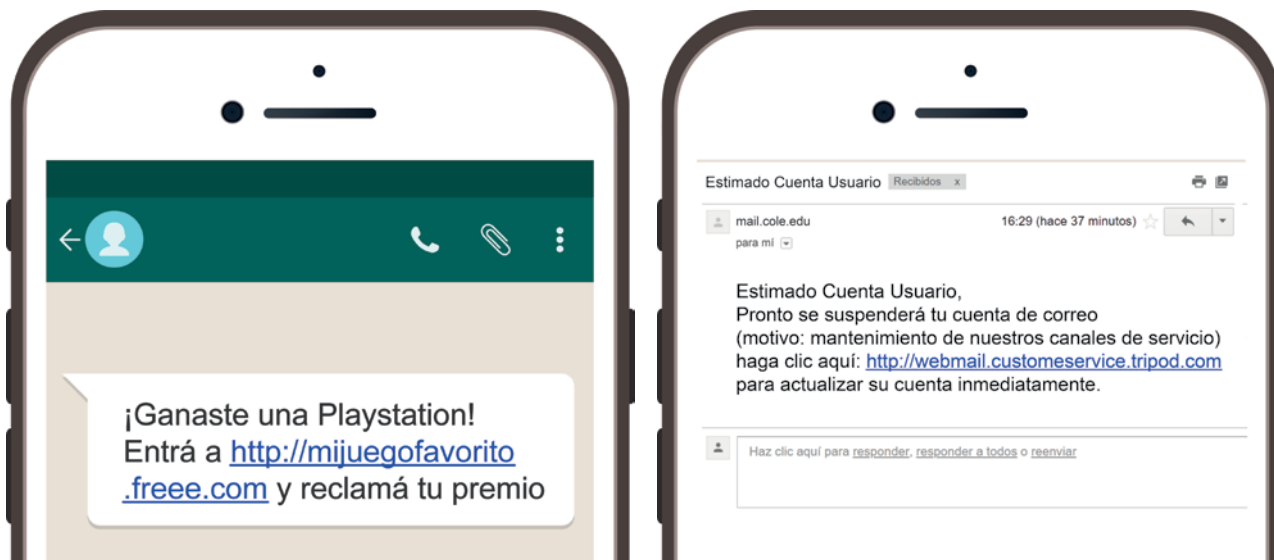 ¡Ganaste una Playstation!
Entrá a http://mijuegofavorito
.freee.com y reclamá tu premio
Estimado Cuenta Usuario Recibidos x
mail.cole.edu 16:29 (hace 37 minutos)
para mí
Estimado Cuenta Usuario,
Pronto se suspenderá tu cuenta de correo
(motivo: mantenimiento de nuestros canales de servicio)
haga clic aquí: http://webmail.customeservice.tripod.com
para actualizar su cuenta inmediatamente.
Haz clic aquí para responder, responder a todos o reenviar